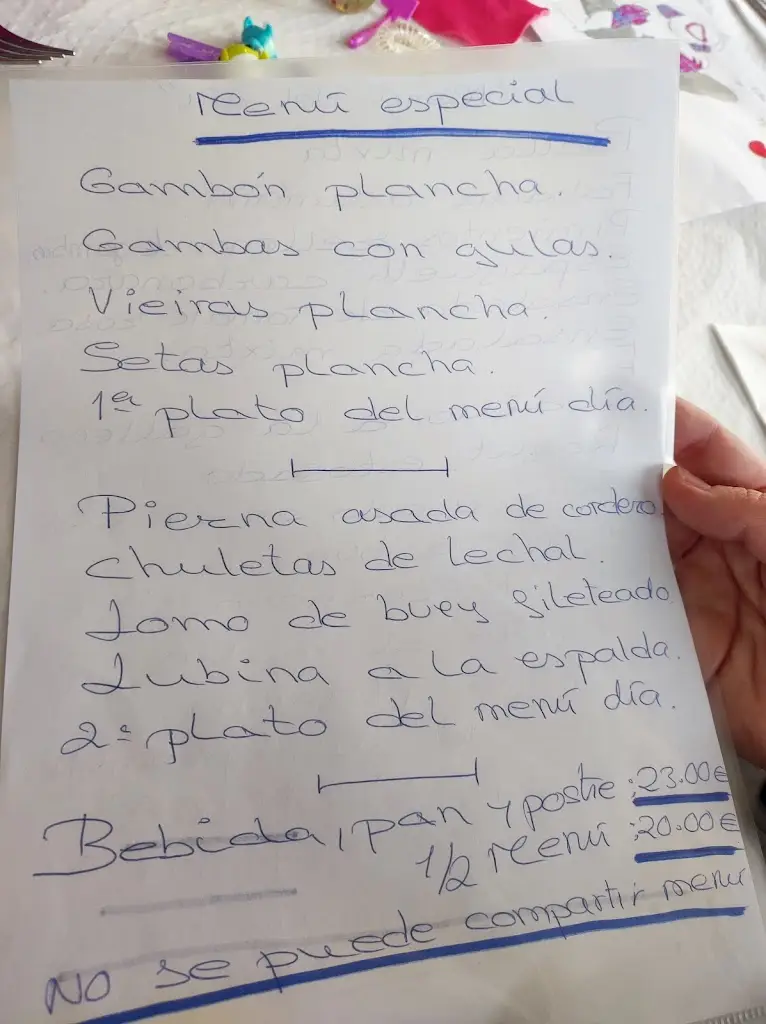 Menú especial
Gambón plancha.
Gambas con gulas.
Vieiras plancha.
Setas plancha.
1er plato del menú día.
Pierna asada de cordero.
Chuletas de lechal.
Lomo de buey fileteado.
Lubina a la espalda.
2º plato del menú día.
Bebida, pan y postre: 23.00€
1/2 Menú: 20.00€
NO se puede compartir menu